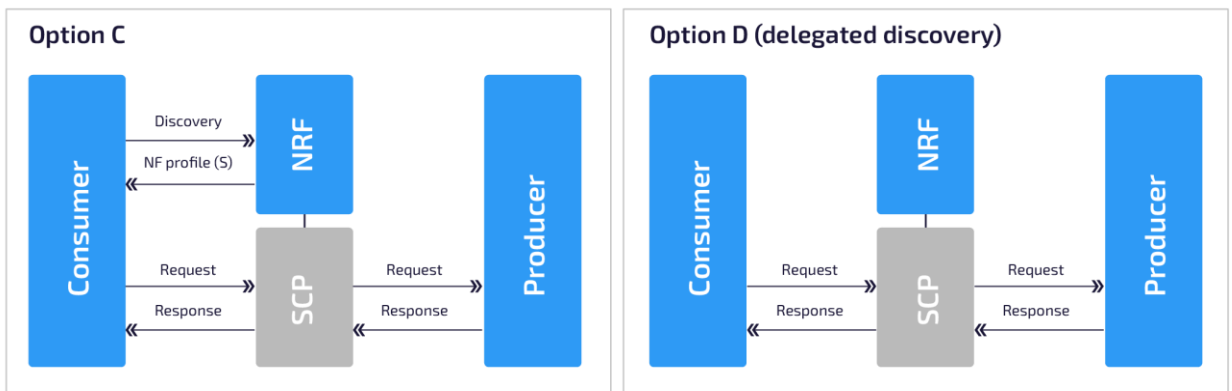 Option C
Consumer
Discovery
NF profile (S)
NRF
Request
Response
SCP
Request
Response
Producer
Option D (delegated discovery)
Consumer
NRF
Request
Response
SCP
Request
Response
Producer